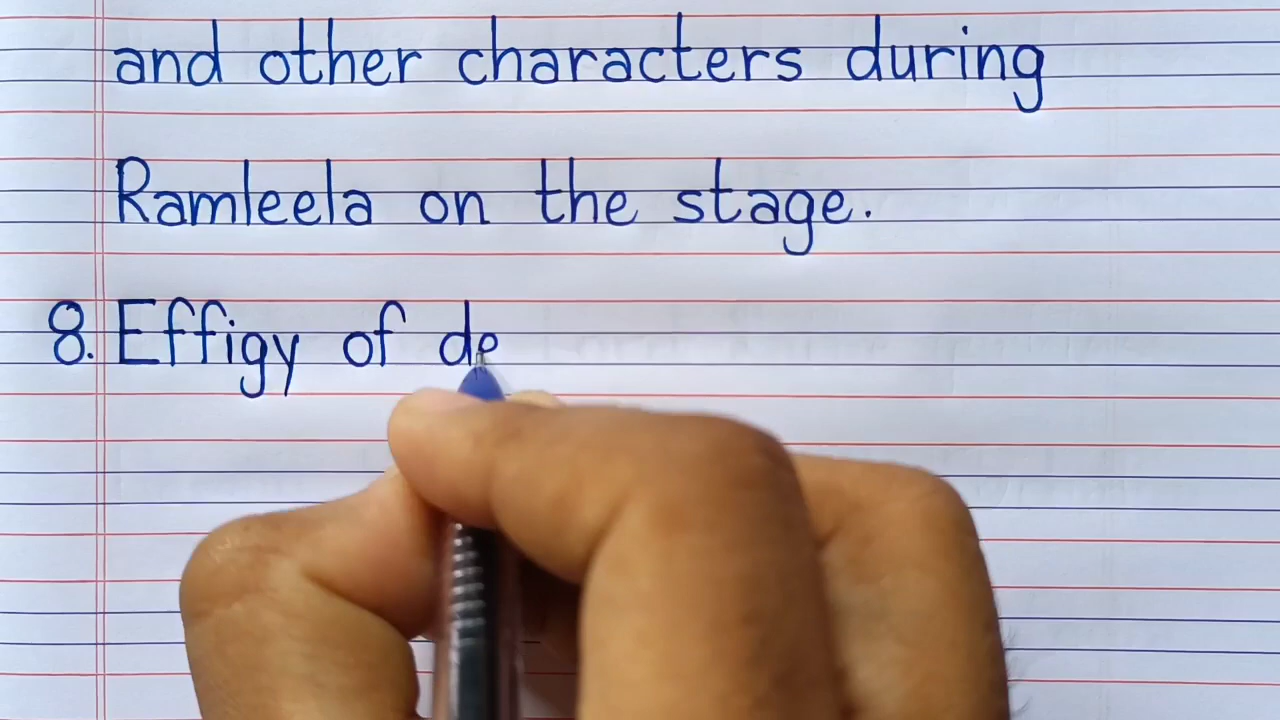 and other characters during
Ramleela on the stage.
8. Effigy of de